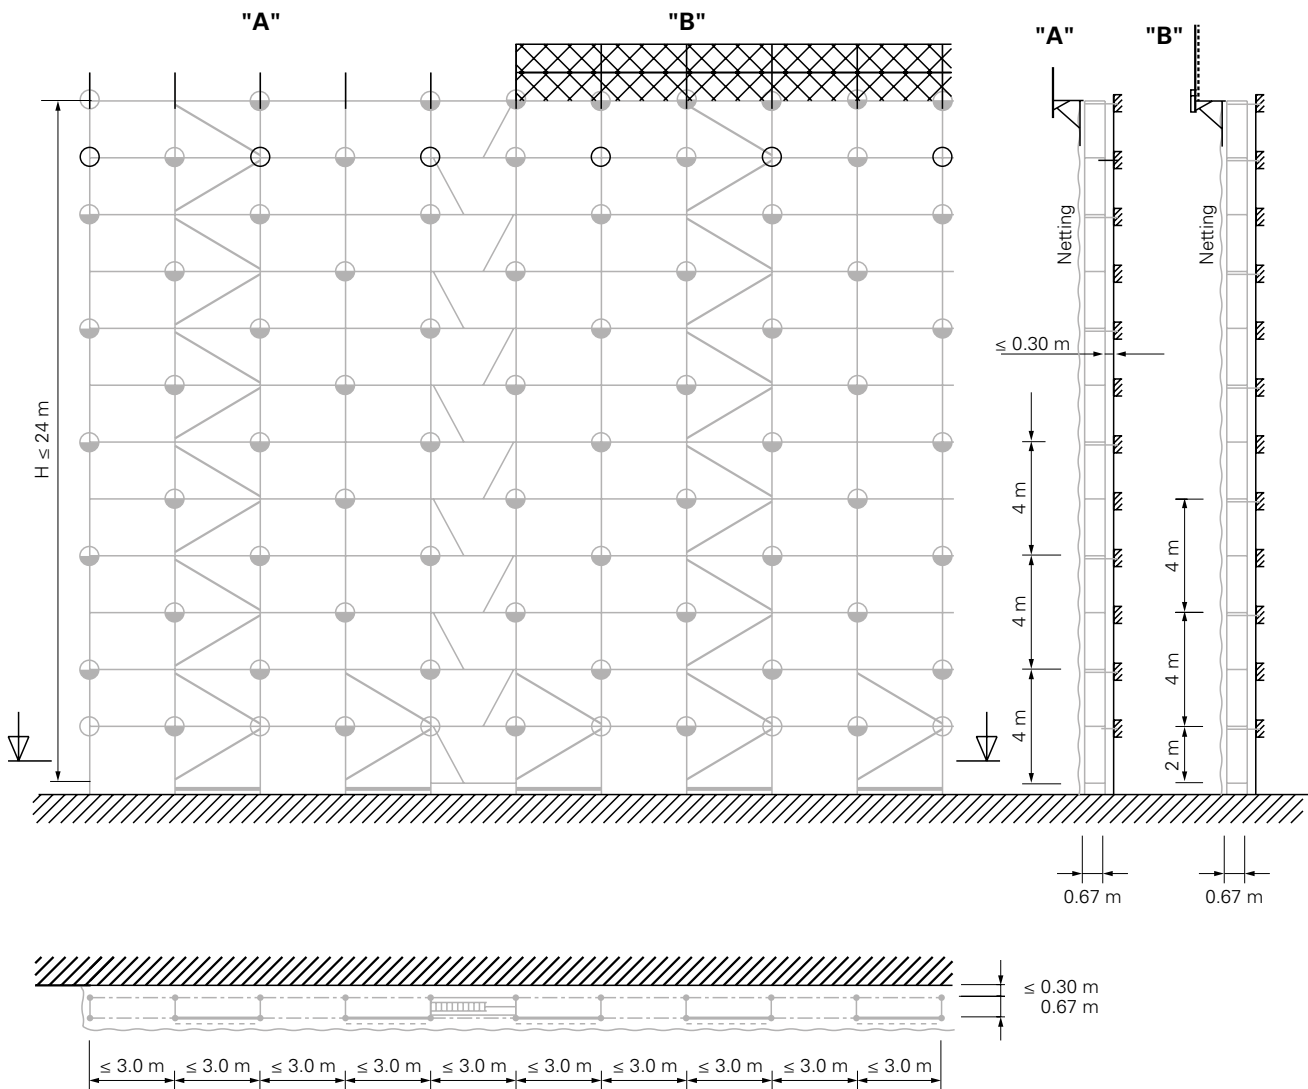 "A"
"B"
"A"
"B"
Netting
Netting
≤ 0.30 m
H ≤ 24 m
4 m
4 m
4 m
4 m
4 m
2 m
0.67 m
0.67 m
≤ 0.30 m
0.67 m
≤ 3.0 m
≤ 3.0 m
≤ 3.0 m
≤ 3.0 m
≤ 3.0 m
≤ 3.0 m
≤ 3.0 m
≤ 3.0 m
≤ 3.0 m
≤ 3.0 m